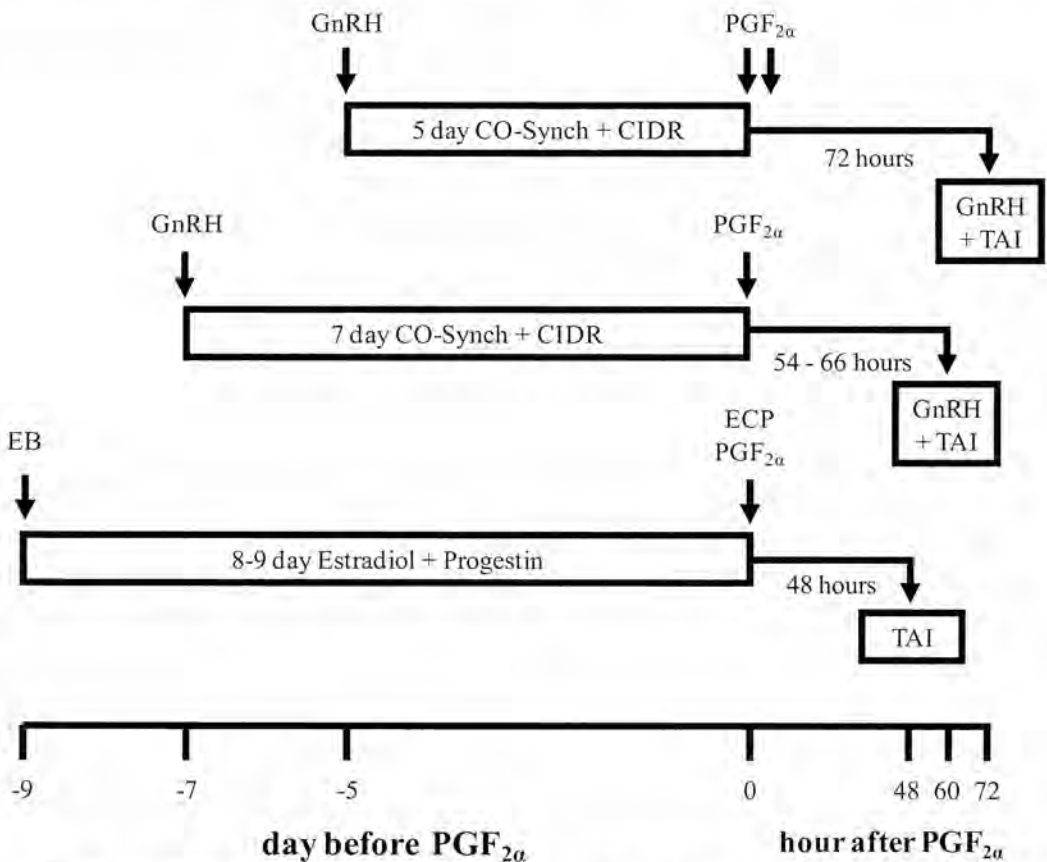 GnRH
PGF₂α
5 day CO-Synch + CIDR
72 hours
GnRH
+ TAI
GnRH
PGF₂α
7 day CO-Synch + CIDR
54 - 66 hours
GnRH
+ TAI
EB
ECP
PGF₂α
8-9 day Estradiol + Progestin
48 hours
TAI
-9 -7 -5 0 48 60 72
day before PGF₂α hour after PGF₂α